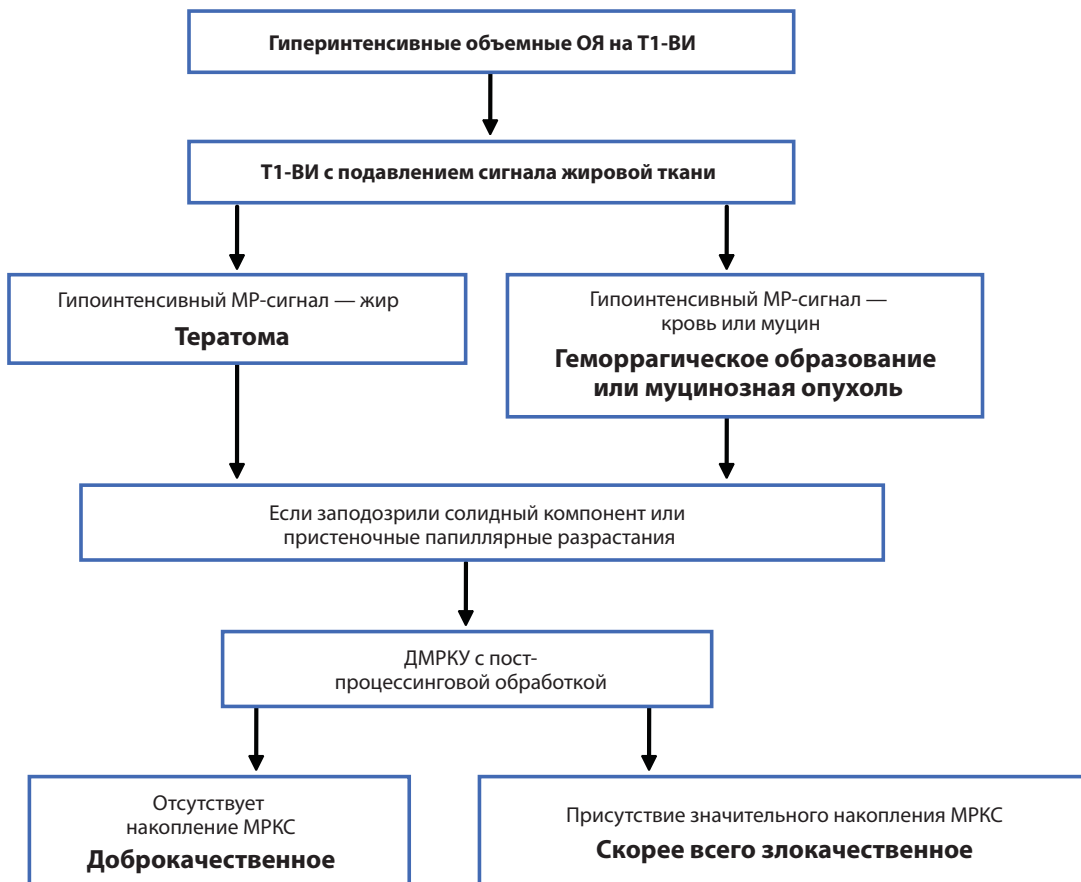 Гиперинтенсивные объемные ОЯ на Т1-ВИ
Т1-ВИ с подавлением сигнала жировой ткани
Гипоинтенсивный МР-сигнал — жир
Тератома
Гипоинтенсивный МР-сигнал —
кровь или муцин
Геморрагическое образование
или муцинозная опухоль
Если заподозрили солидный компонент или
пристеночные папиллярные разрастания
ДМРКУ с пост-
процессинговой обработкой
Отсутствует
накопление МРКС
Доброкачественное
Присутствие значительного накопления МРКС
Скорее всего злокачественное